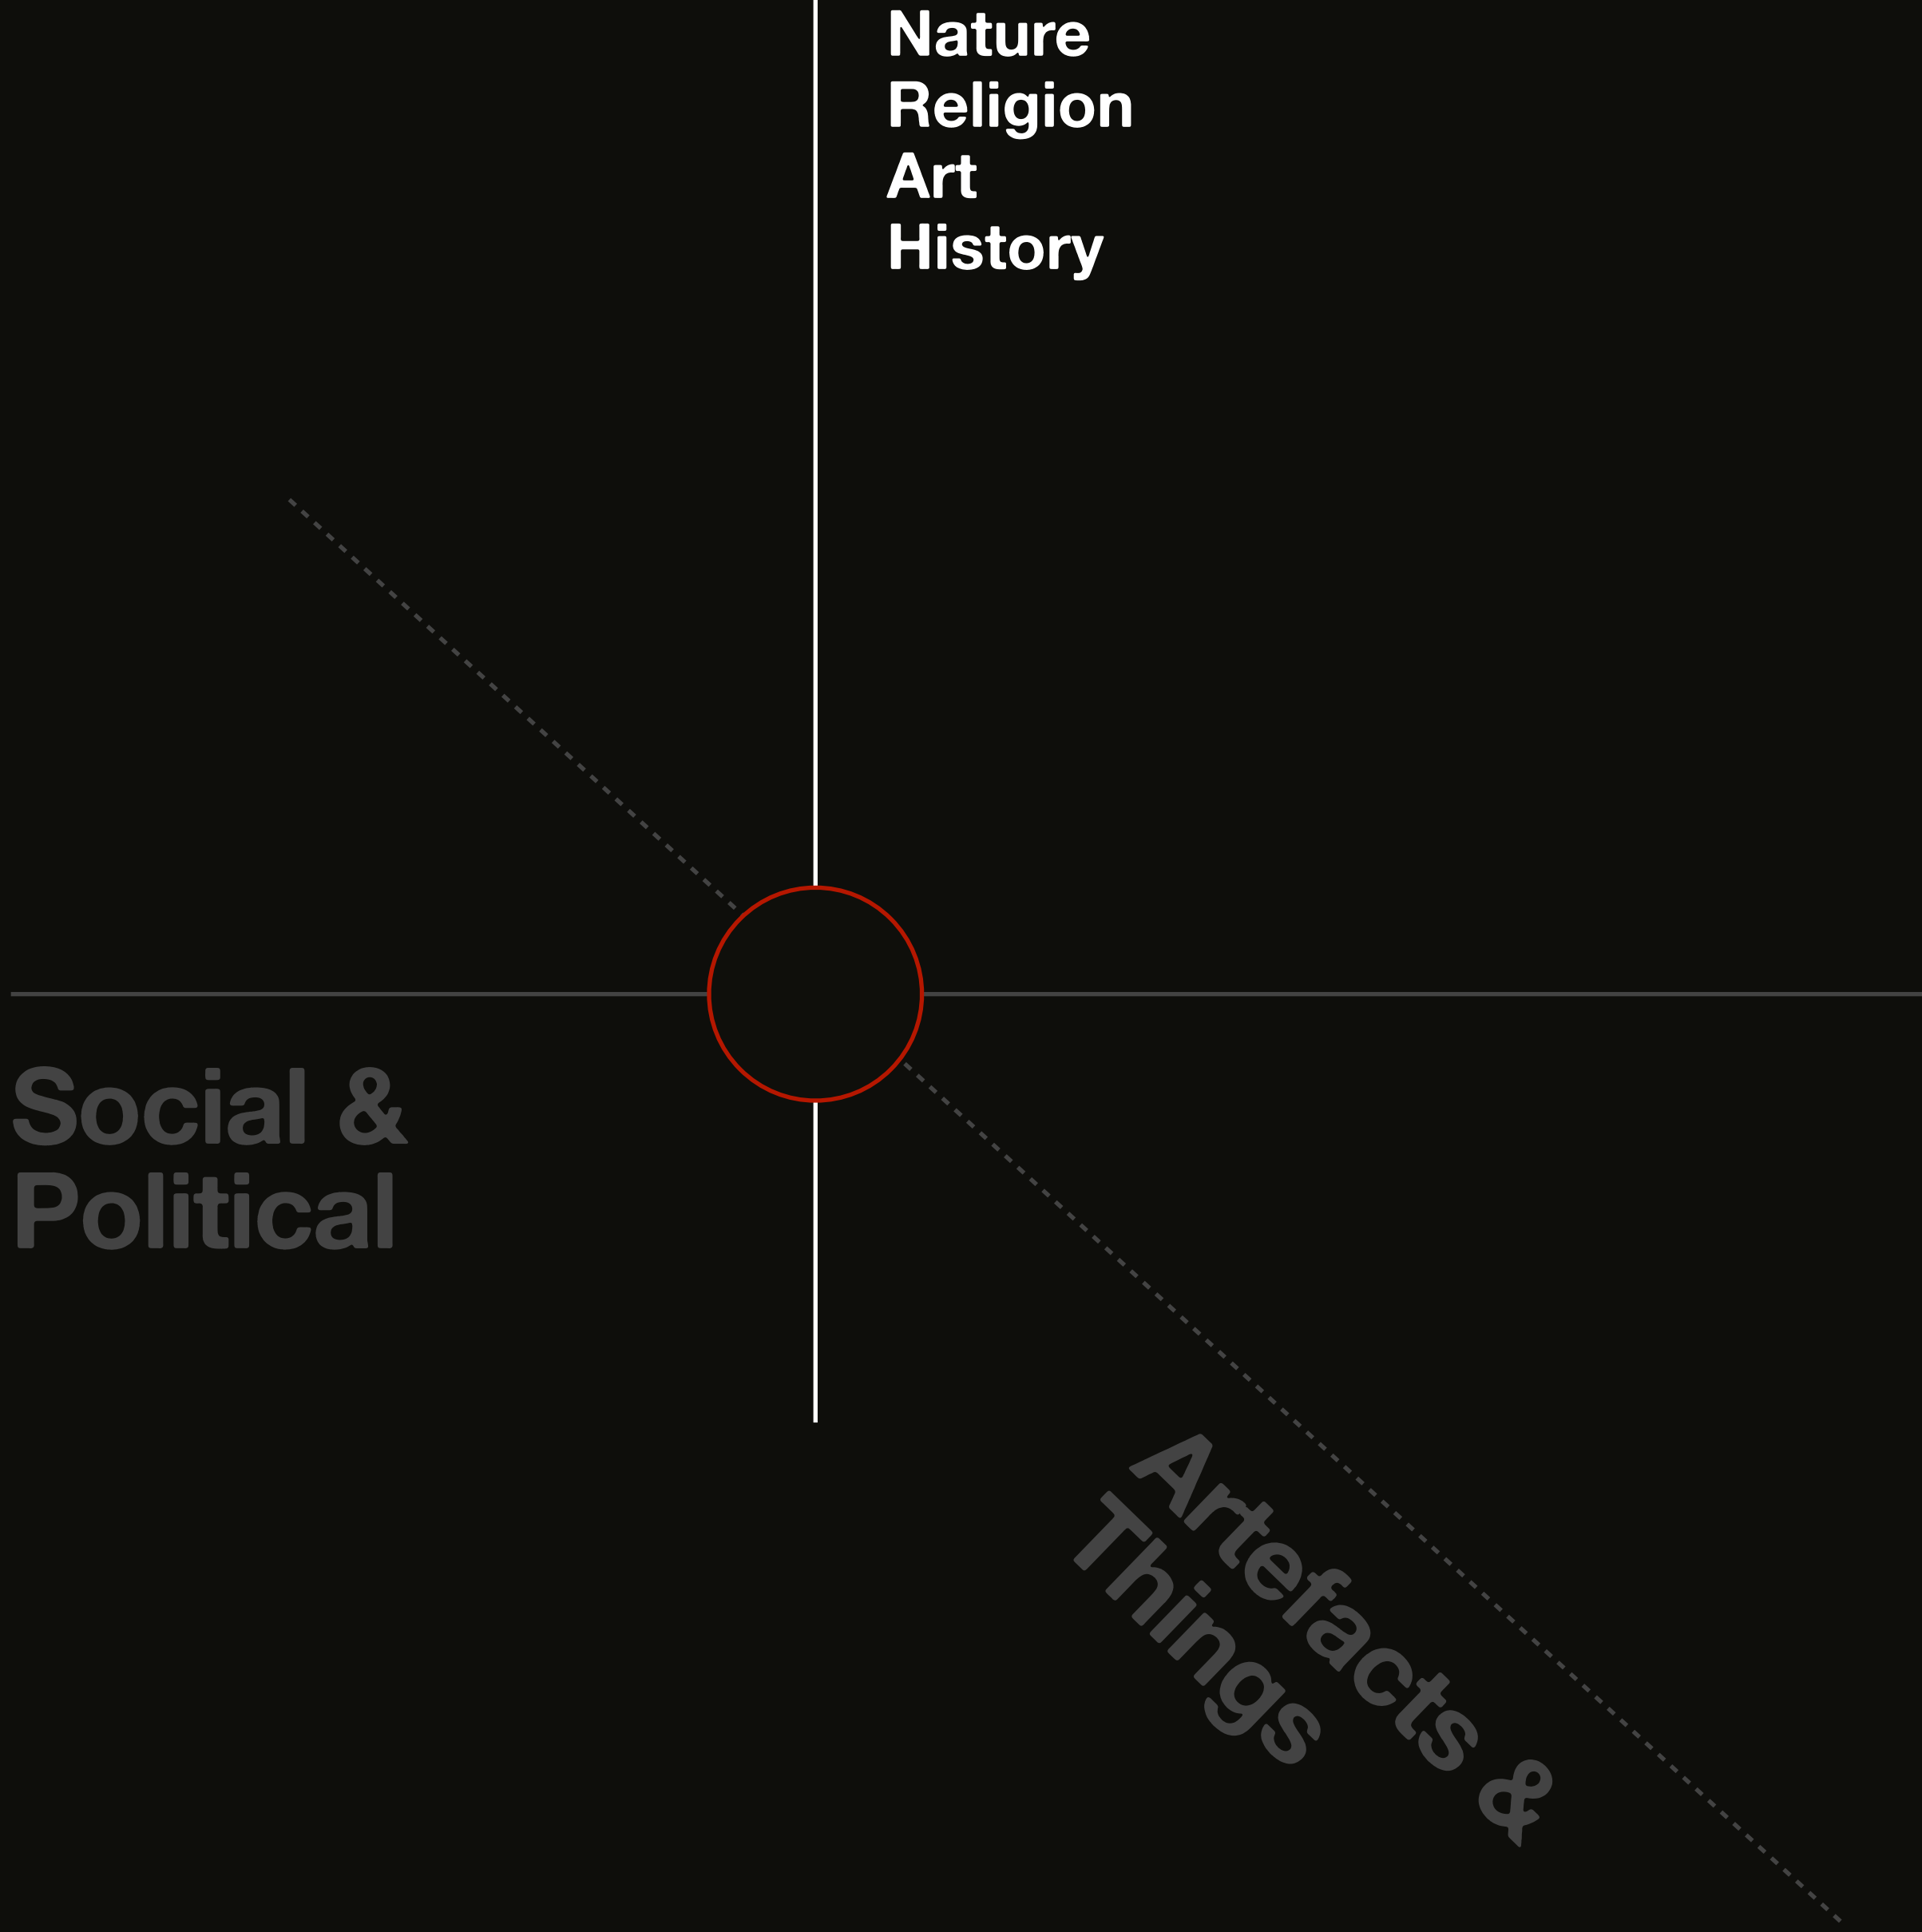 Nature
Religion
Art
History
Social &
Political
Artefacts &
Things